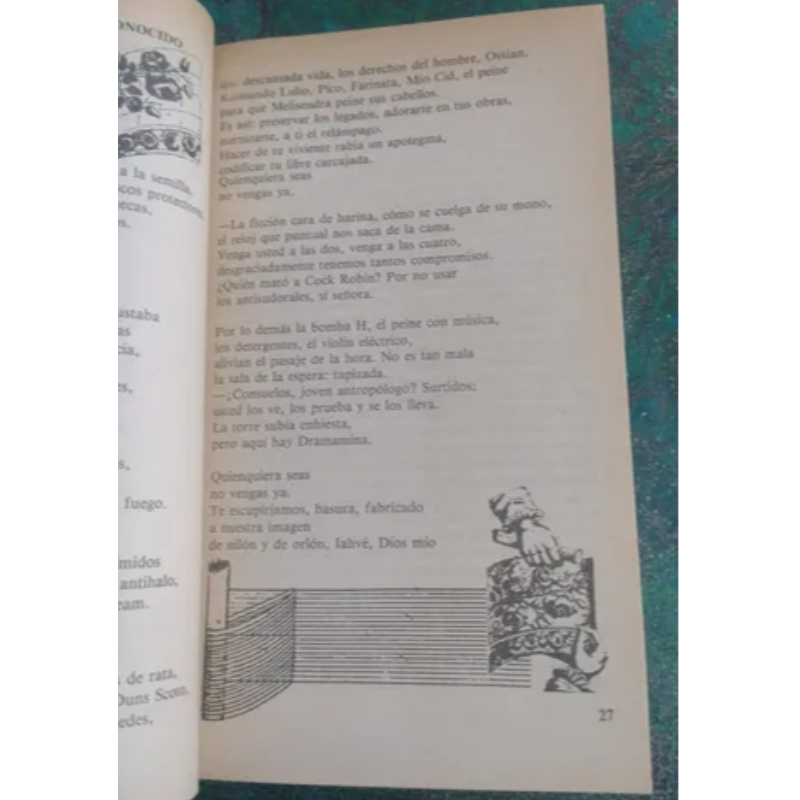 ONOCIDO
a la semilla,
cos protectores,
ecas,
os.
ustaba
as
cia,
es,
s,
fuego.
midos
antihalo,
eam.
s de rata,
Duns Scoto,
edes,
descansada vida, los derechos del hombre, Ossian,
Raimundo Lulio, Pico, Farinata, Mio Cid, el peine
para que Melisendra peine sus cabellos.
Es así: preservar los legados, adorarte en tus obras,
eternizarte, a ti el relámpago.
Hacer de tu viviente rabia un apotegma,
codificar tu libre carcajada.
Quienquiera seas
no vengas ya.
—La ficción cara de harina, cómo se cuelga de su mono,
el reloj que puntual nos saca de la cama.
Venga usted a las dos, venga a las cuatro,
desgraciadamente tenemos tantos compromisos.
¿Quién mató a Cock Robin? Por no usar
los antisudorales, sí señora.
Por lo demás la bomba H, el peine con música,
los detergentes, el violín eléctrico,
alivian el pasaje de la hora. No es tan mala
la sala de la espera: tapizada.
—¿Consuelos, joven antropólogo? Surtidos:
usted los ve, los prueba y se los lleva.
La torre subía enhiesta,
pero aquí hay Dramamina.
Quienquiera seas
no vengas ya.
Te escupiríamos, basura, fabricado
a nuestra imagen
de nilón y de orlón, Iahvé, Dios mío
27